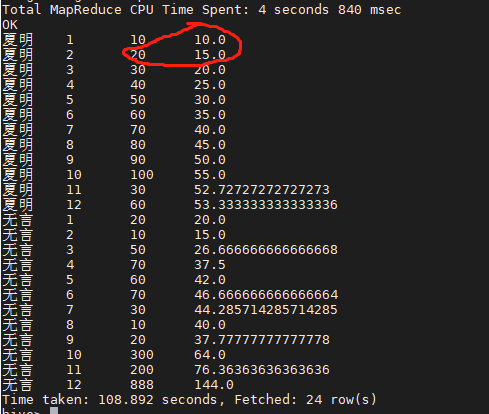 Total MapReduce CPU Time Spent: 4 seconds 840 msec
OK
夏明 1 10 10.0
夏明 2 20 15.0
夏明 3 30 20.0
夏明 4 40 25.0
夏明 5 50 30.0
夏明 6 60 35.0
夏明 7 70 40.0
夏明 8 80 45.0
夏明 9 90 50.0
夏明 10 100 55.0
夏明 11 30 52.72727272727273
夏明 12 60 53.333333333333336
无言 1 20 20.0
无言 2 10 15.0
无言 3 50 26.666666666666668
无言 4 70 37.5
无言 5 60 42.0
无言 6 70 46.666666666666664
无言 7 30 44.285714285714285
无言 8 10 40.0
无言 9 20 37.77777777777778
无言 10 300 64.0
无言 11 200 76.36363636363636
无言 12 888 144.0
Time taken: 108.892 seconds, Fetched: 24 row(s)
hive>